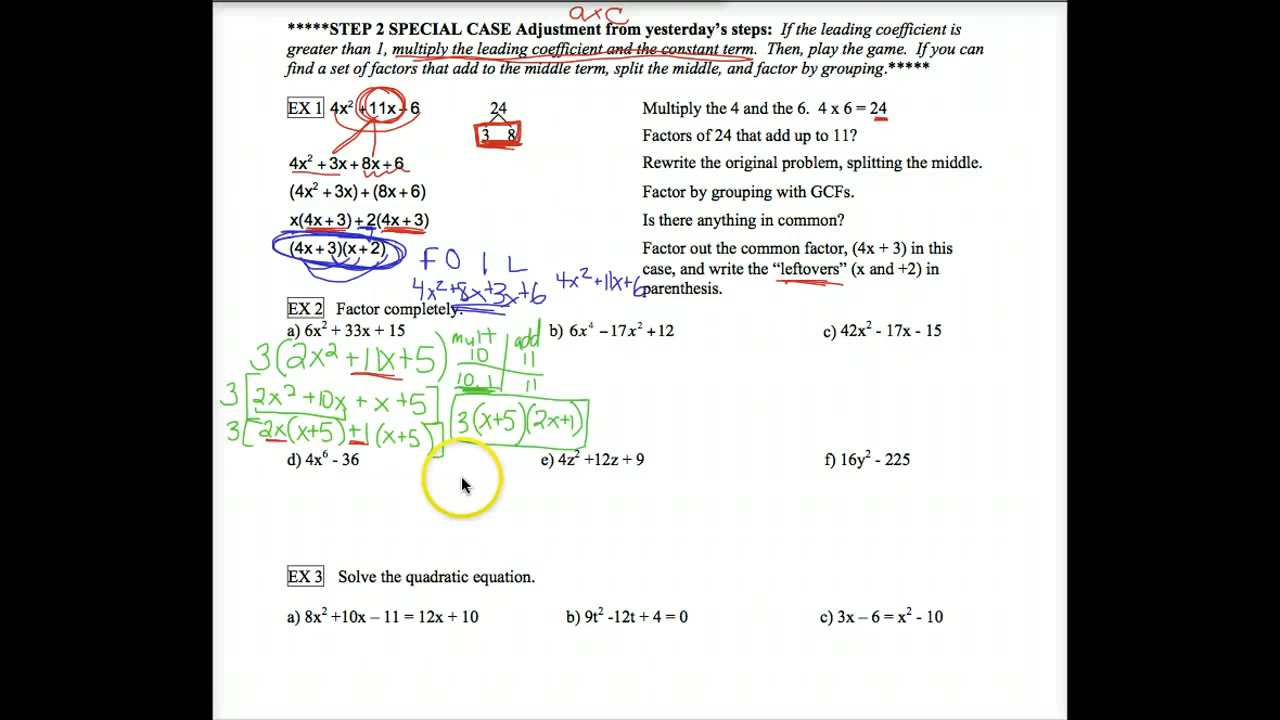 a×c
*****STEP 2 SPECIAL CASE Adjustment from yesterday's steps: If the leading coefficient is
greater than 1, multiply the leading coefficient and the constant term. Then, play the game. If you can
find a set of factors that add to the middle term, split the middle, and factor by grouping.*****
EX 1 4x² +11x+6 24 Multiply the 4 and the 6. 4 x 6 = 24
3 8 Factors of 24 that add up to 11?
4x² +3x+8x+6 Rewrite the original problem, splitting the middle.
(4x² +3x)+(8x+6) Factor by grouping with GCFs.
x(4x+3)+2(4x+3) Is there anything in common?
(4x+3)(x+2) Factor out the common factor, (4x + 3) in this
F O I L case, and write the "leftovers" (x and +2) in
4x²+8x+3x+6 4x²+11x+6 parenthesis.
EX 2 Factor completely.
a) 6x² + 33x + 15 b) 6x⁴ −17x² +12 c) 42x² - 17x - 15
3(2x²+11x+5) mult add
10 11
3[2x²+10x+x+5] 10,1 11
3[2x(x+5)+1(x+5)] 3(x+5)(2x+1)
d) 4x⁶ - 36 e) 4z² +12z + 9 f) 16y² - 225
EX 3 Solve the quadratic equation.
a) 8x² +10x – 11 = 12x + 10 b) 9t² -12t + 4 = 0 c) 3x – 6 = x² - 10